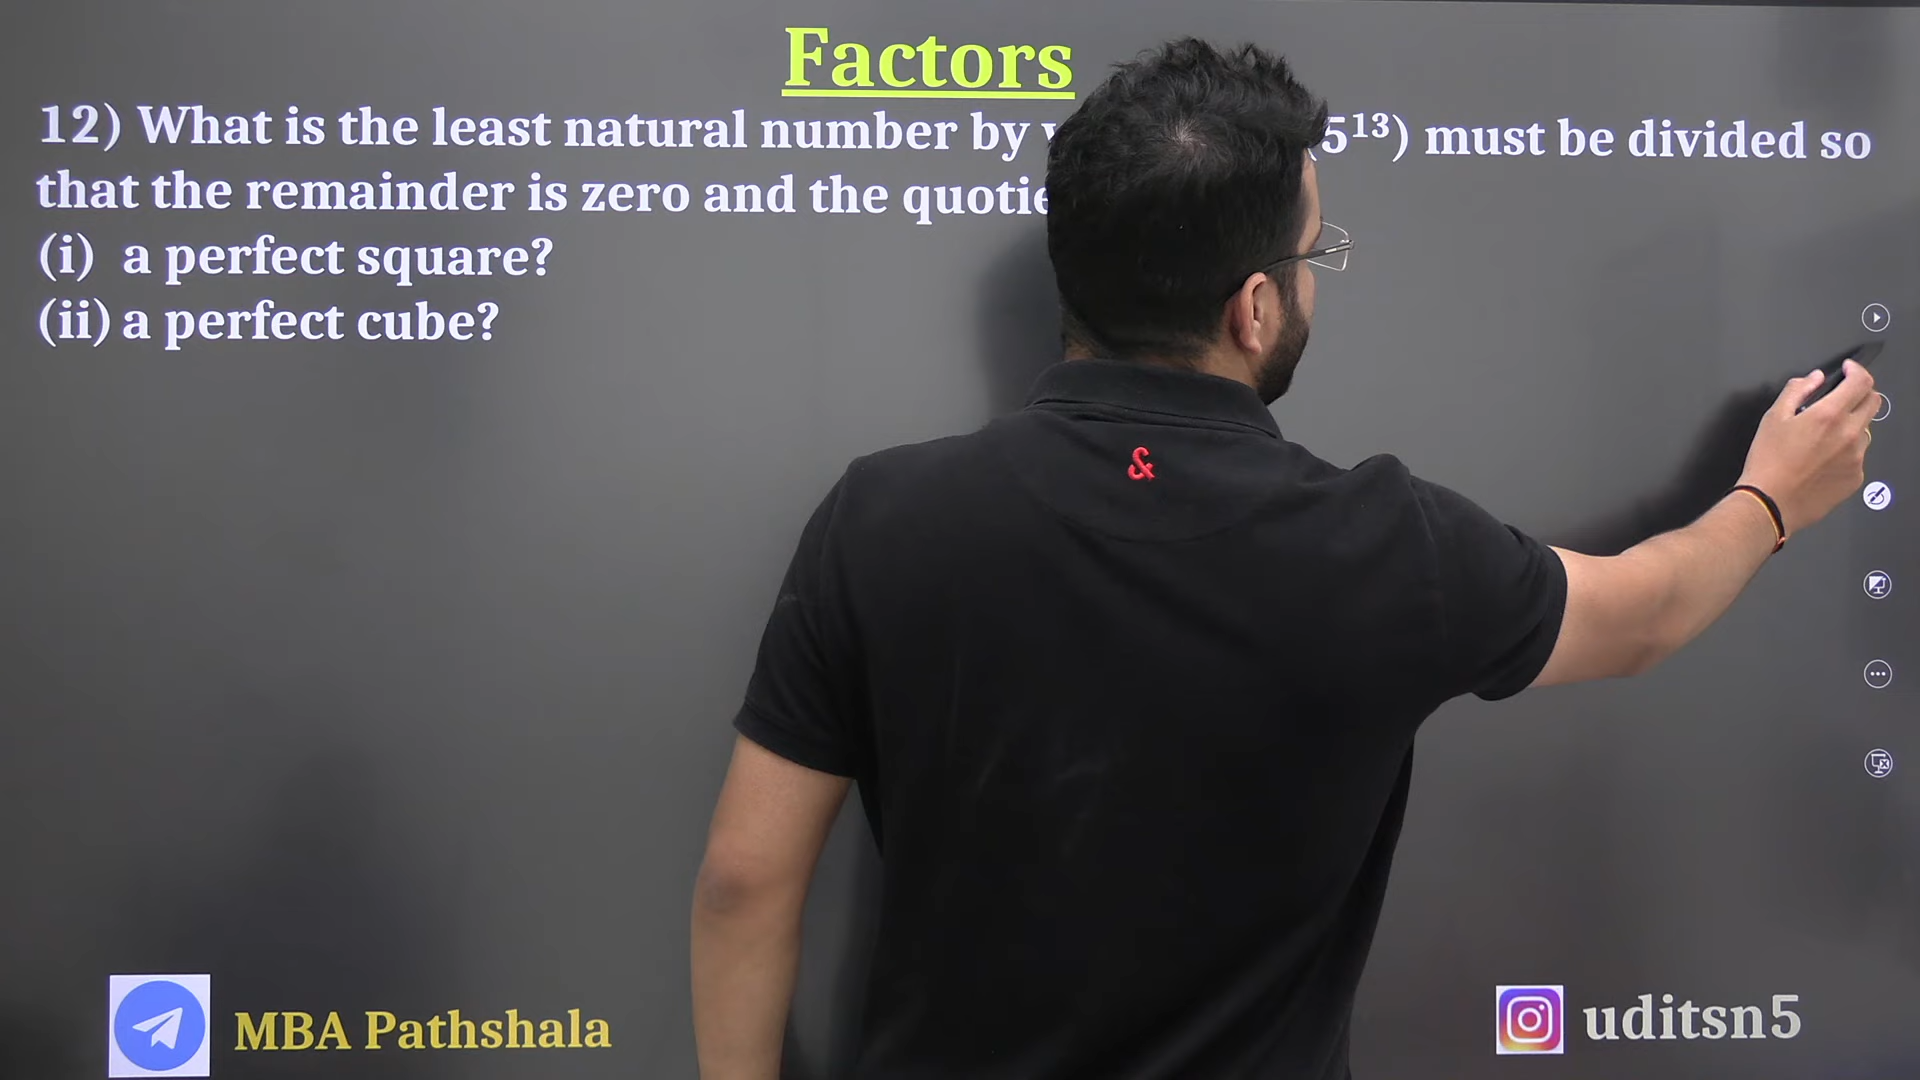 Factors
12) What is the least natural number by (5¹³) must be divided so
that the remainder is zero and the
(i) a perfect square?
(ii) a perfect cube?
&
MBA Pathshala
uditsn5